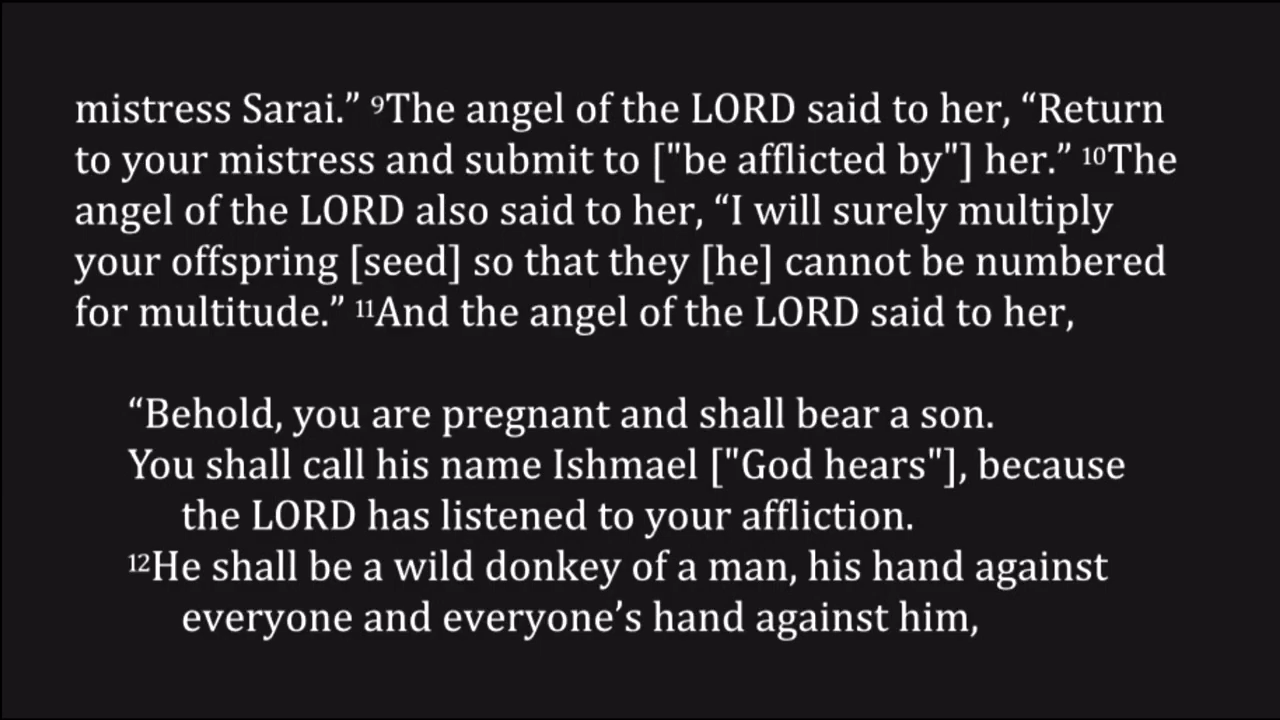 mistress Sarai.” ⁹The angel of the LORD said to her, “Return
to your mistress and submit to ["be afflicted by"] her.” ¹⁰The
angel of the LORD also said to her, “I will surely multiply
your offspring [seed] so that they [he] cannot be numbered
for multitude.” ¹¹And the angel of the LORD said to her,
“Behold, you are pregnant and shall bear a son.
You shall call his name Ishmael ["God hears"], because
the LORD has listened to your affliction.
¹²He shall be a wild donkey of a man, his hand against
everyone and everyone’s hand against him,